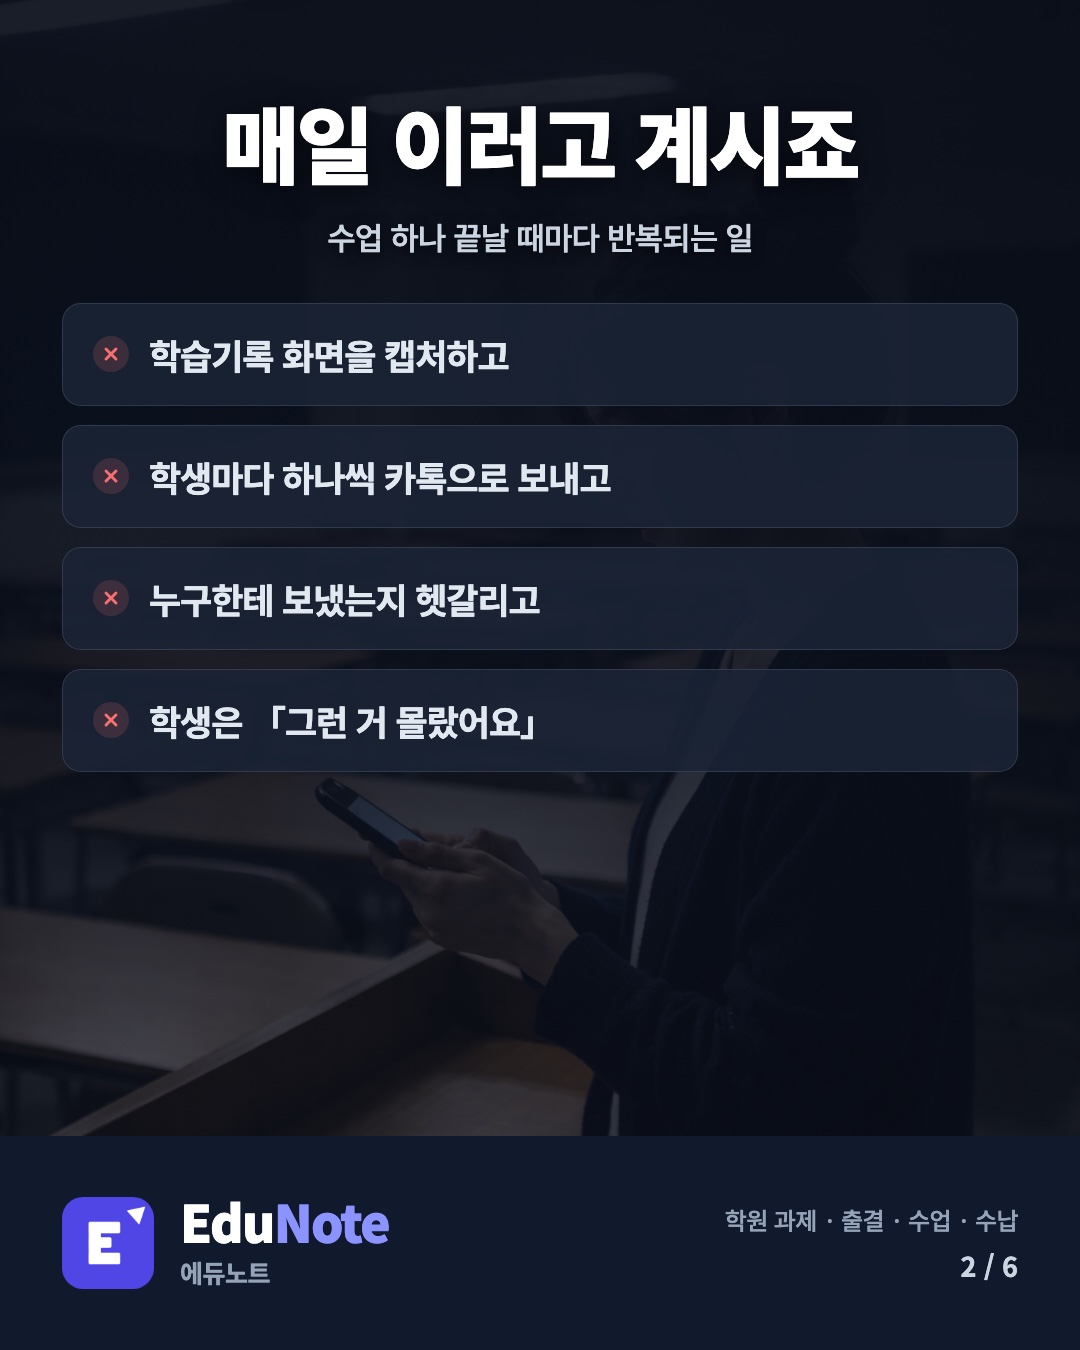 매일 이러고 계시죠
수업 하나 끝날 때마다 반복되는 일
학습기록 화면을 캡처하고
학생마다 하나씩 카톡으로 보내고
누구한테 보냈는지 헷갈리고
학생은 「그런 거 몰랐어요」
E
EduNote
에듀노트
학원 과제 · 출결 · 수업 · 수납
2 / 6